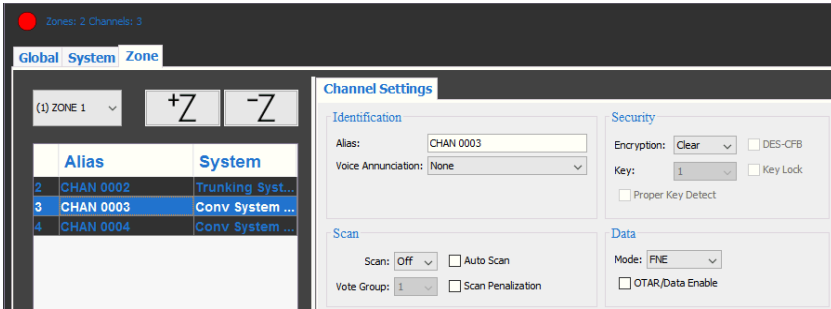 Zones: 2 Channels: 3
Global System Zone
(1) ZONE 1 +Z -Z
Alias System
2 CHAN 0002 Trunking Syst...
3 CHAN 0003 Conv System ...
4 CHAN 0004 Conv System ...
Channel Settings
Identification
Alias: CHAN 0003
Voice Annunciation: None
Security
Encryption: Clear DES-CFB
Key: 1 Key Lock
Proper Key Detect
Scan
Scan: Off Auto Scan
Vote Group: 1 Scan Penalization
Data
Mode: FNE
OTAR/Data Enable